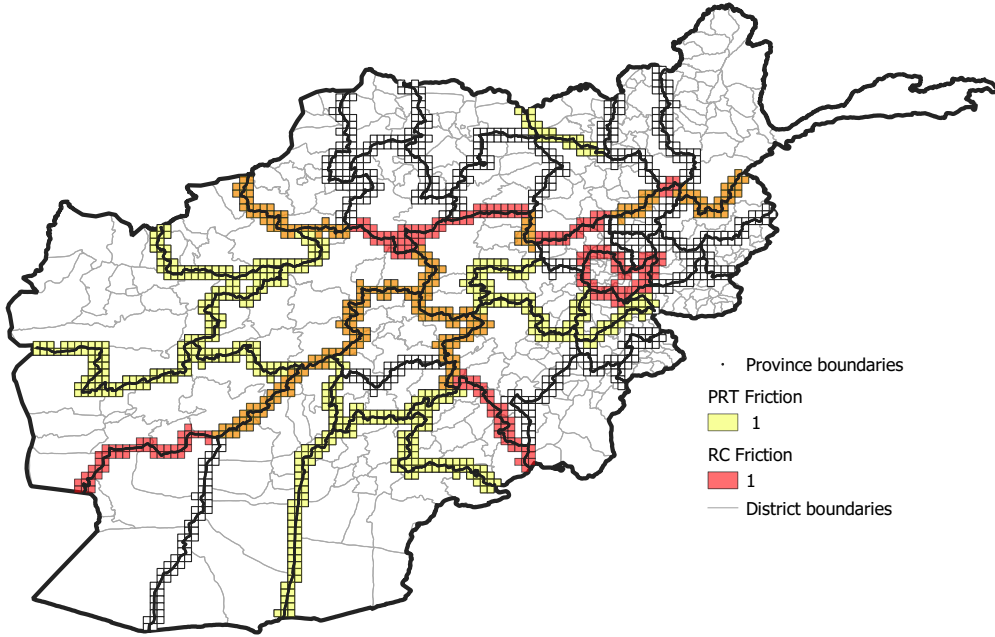 Province boundaries
PRT Friction
1
RC Friction
1
District boundaries